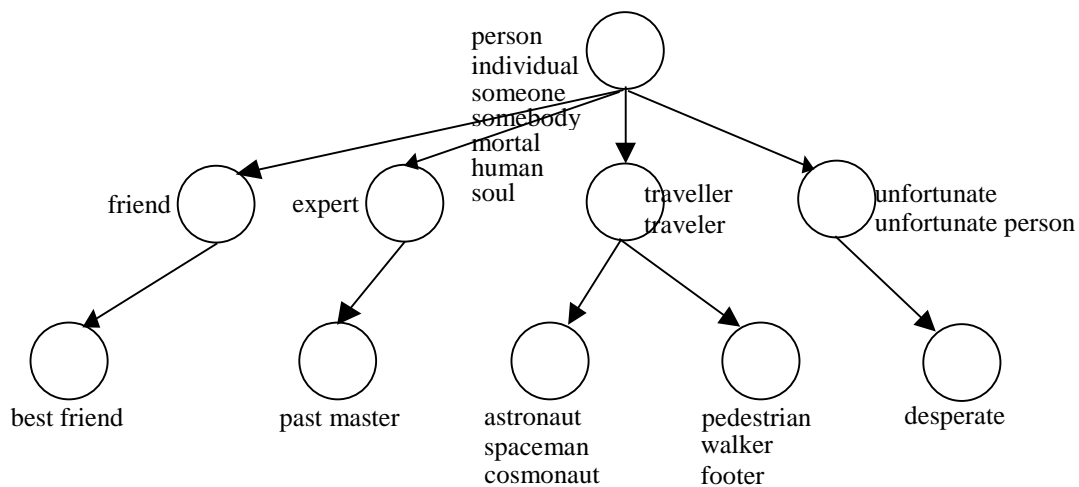 person
individual
someone
somebody
mortal
human
soul
friend
expert
traveller
traveler
unfortunate
unfortunate person
best friend
past master
astronaut
spaceman
cosmonaut
pedestrian
walker
footer
desperate